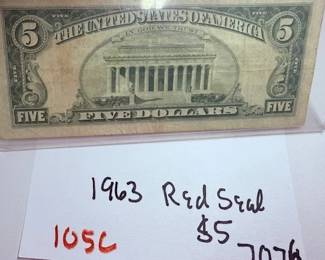 THE UNITED STATES OF AMERICA
IN GOD WE TRUST
5 5
FIVE FIVE
FIVE DOLLARS
1963 Red Seal
$5
105C
7076